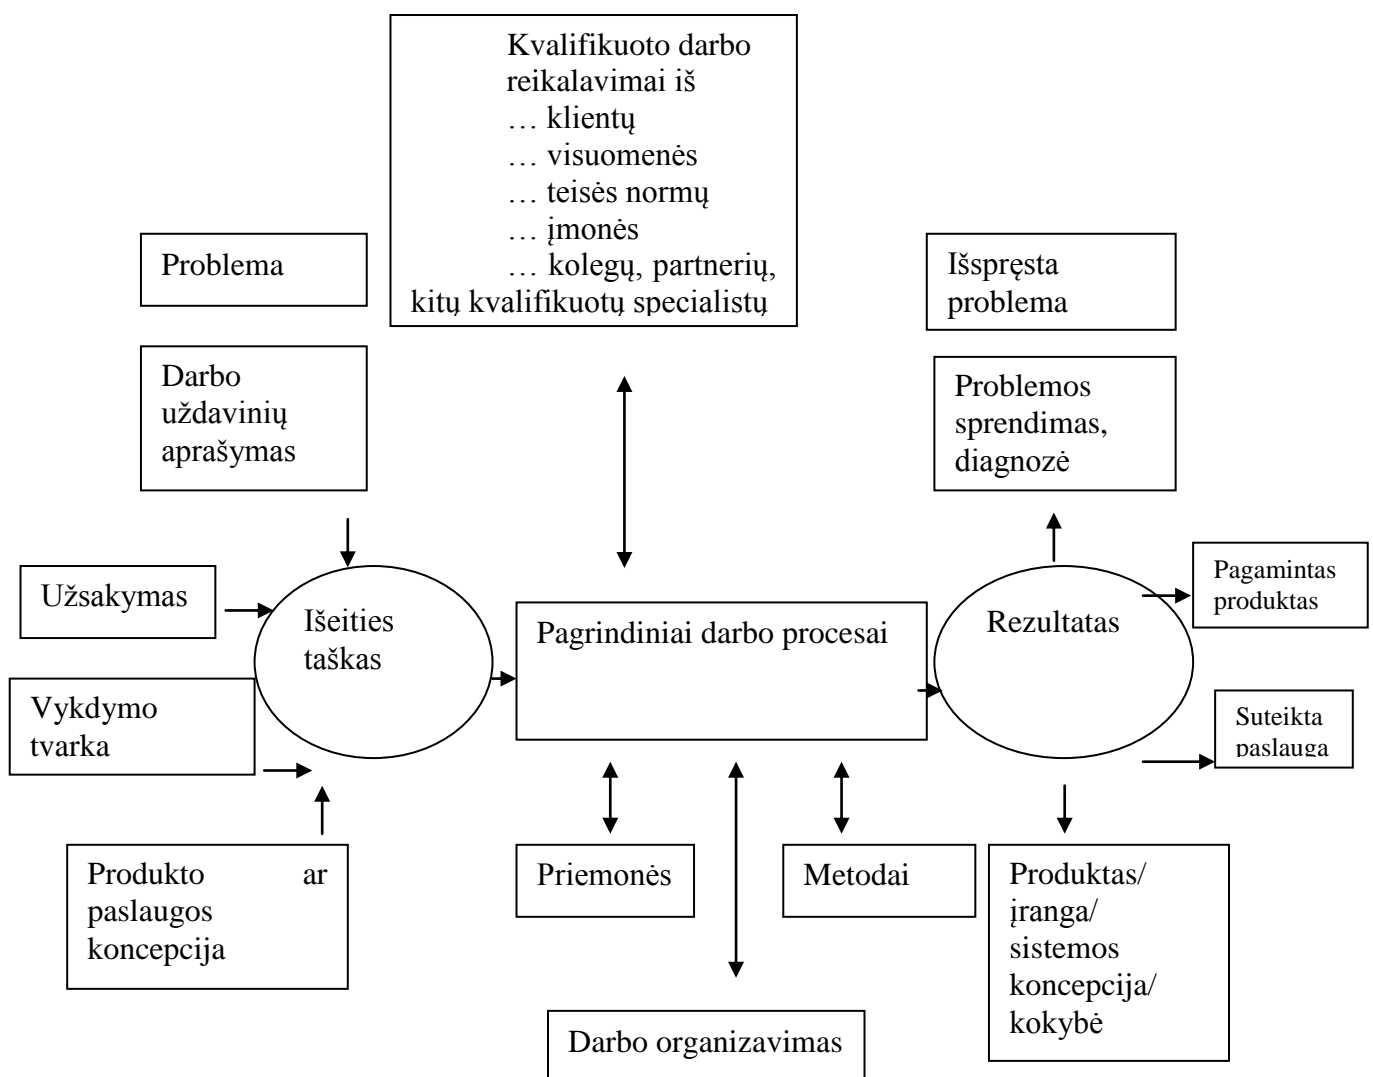 Kvalifikuoto darbo
reikalavimai iš
… klientų
… visuomenės
… teisės normų
… įmonės
… kolegų, partnerių,
kitų kvalifikuotų specialistų
Problema
Išspręsta
problema
Darbo
uždavinių
aprašymas
Problemos
sprendimas,
diagnozė
Užsakymas
Išeities
taškas
Pagrindiniai darbo procesai
Rezultatas
Pagamintas
produktas
Vykdymo
tvarka
Suteikta
paslauga
Produkto ar
paslaugos
koncepcija
Priemonės
Metodai
Produktas/
įranga/
sistemos
koncepcija/
kokybė
Darbo organizavimas